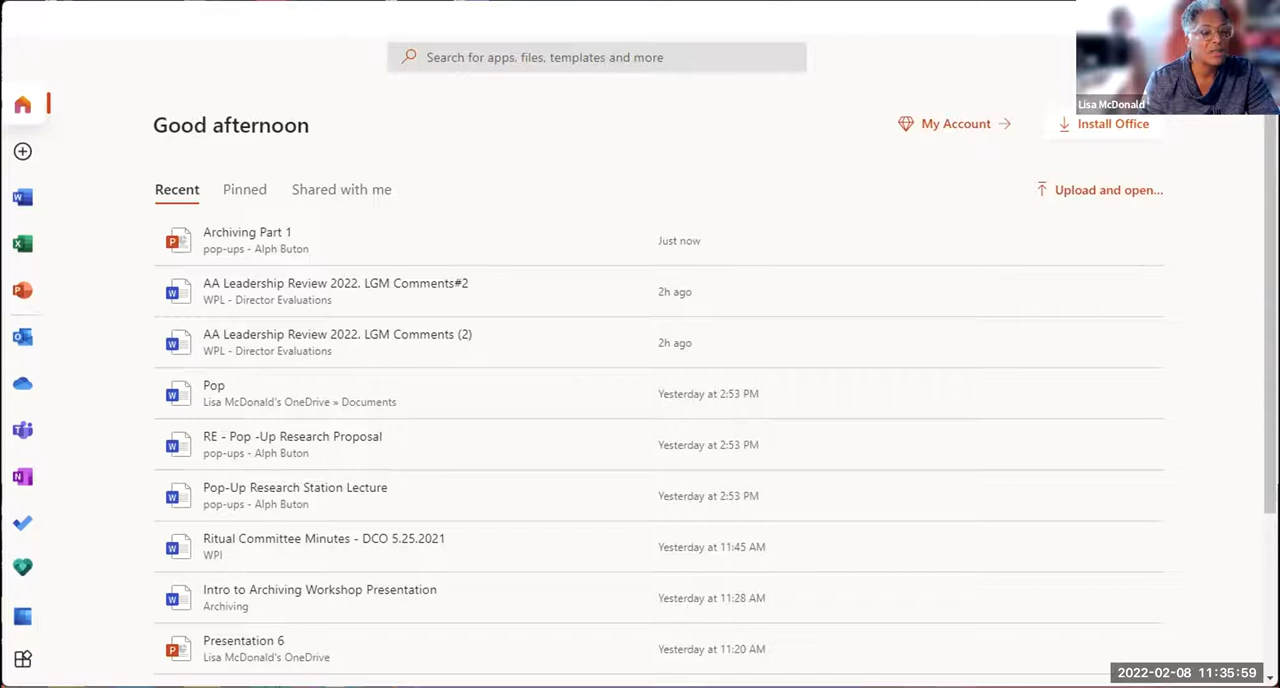 Search for apps, files, templates and more
Lisa McDonald
Good afternoon
My Account
Install Office
Recent
Pinned
Shared with me
Upload and open...
Archiving Part 1
pop-ups - Alph Buton
Just now
AA Leadership Review 2022. LGM Comments#2
WPL - Director Evaluations
2h ago
AA Leadership Review 2022. LGM Comments (2)
WPL - Director Evaluations
2h ago
Pop
Lisa McDonald's OneDrive » Documents
Yesterday at 2:53 PM
RE - Pop -Up Research Proposal
pop-ups - Alph Buton
Yesterday at 2:53 PM
Pop-Up Research Station Lecture
pop-ups - Alph Buton
Yesterday at 2:53 PM
Ritual Committee Minutes - DCO 5.25.2021
WPI
Yesterday at 11:45 AM
Intro to Archiving Workshop Presentation
Archiving
Yesterday at 11:28 AM
Presentation 6
Lisa McDonald's OneDrive
Yesterday at 11:20 AM
2022-02-08 11:35:59